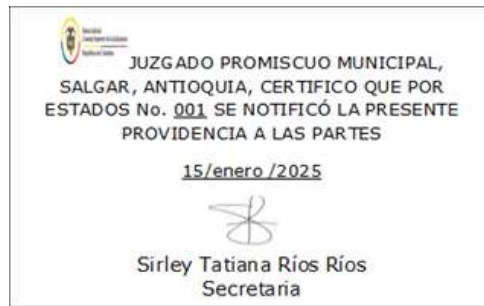 JUZGADO PROMISCUO MUNICIPAL,
SALGAR, ANTIOQUIA, CERTIFICO QUE POR
ESTADOS No. 001 SE NOTIFICÓ LA PRESENTE
PROVIDENCIA A LAS PARTES
15/enero /2025
Sirley Tatiana Ríos Ríos
Secretaria